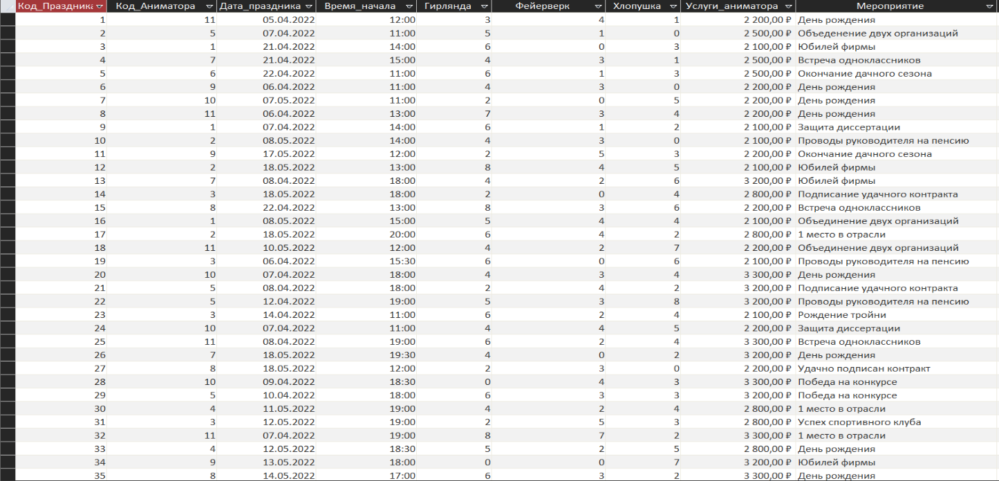 Код_Праздник Код_Аниматора Дата_праздника Время_начала Гирлянда Фейерверк Хлопушка Услуги_аниматора Мероприятие
1 11 05.04.2022 12:00 3 4 1 2 200,00 ₽ День рождения
2 5 07.04.2022 11:00 5 1 0 2 500,00 ₽ Объеденение двух организаций
3 1 21.04.2022 14:00 6 0 3 2 100,00 ₽ Юбилей фирмы
4 7 21.04.2022 15:00 4 3 1 2 500,00 ₽ Встреча одноклассников
5 6 22.04.2022 11:00 6 1 3 2 500,00 ₽ Окончание дачного сезона
6 9 06.04.2022 11:00 4 3 0 2 200,00 ₽ День рождения
7 10 07.05.2022 11:00 2 0 5 2 200,00 ₽ День рождения
8 11 06.04.2022 13:00 7 3 4 2 200,00 ₽ День рождения
9 1 07.04.2022 14:00 6 1 2 2 100,00 ₽ Защита диссертации
10 2 08.05.2022 14:00 4 3 0 2 100,00 ₽ Проводы руководителя на пенсию
11 9 17.05.2022 12:00 2 5 3 2 200,00 ₽ Окончание дачного сезона
12 2 18.05.2022 13:00 8 4 5 2 100,00 ₽ Юбилей фирмы
13 7 08.04.2022 18:00 4 2 6 3 200,00 ₽ Юбилей фирмы
14 3 18.05.2022 18:00 2 0 4 2 800,00 ₽ Подписание удачного контракта
15 8 22.04.2022 13:00 8 3 6 2 200,00 ₽ Встреча одноклассников
16 1 08.05.2022 15:00 5 4 4 2 100,00 ₽ Объединение двух организаций
17 2 18.05.2022 20:00 6 4 2 2 800,00 ₽ 1 место в отрасли
18 11 10.05.2022 12:00 4 2 7 2 200,00 ₽ Объединение двух организаций
19 3 06.04.2022 15:30 6 0 6 2 100,00 ₽ Проводы руководителя на пенсию
20 10 07.04.2022 18:00 4 3 4 3 300,00 ₽ День рождения
21 5 08.04.2022 18:00 2 4 2 3 200,00 ₽ Подписание удачного контракта
22 5 12.04.2022 19:00 5 3 8 3 200,00 ₽ Проводы руководителя на пенсию
23 3 14.04.2022 11:00 6 2 4 2 100,00 ₽ Рождение тройни
24 10 07.04.2022 11:00 4 4 5 2 200,00 ₽ Защита диссертации
25 11 08.04.2022 19:00 6 2 4 3 300,00 ₽ Встреча одноклассников
26 7 18.05.2022 19:30 4 0 2 3 200,00 ₽ День рождения
27 8 18.05.2022 12:00 2 3 0 2 200,00 ₽ Удачно подписан контракт
28 10 09.04.2022 18:30 0 4 3 3 300,00 ₽ Победа на конкурсе
29 5 10.04.2022 18:00 6 3 3 3 200,00 ₽ Победа на конкурсе
30 4 11.05.2022 19:00 4 2 4 2 800,00 ₽ 1 место в отрасли
31 3 12.05.2022 19:00 2 5 3 2 800,00 ₽ Успех спортивного клуба
32 11 07.04.2022 19:00 8 7 2 3 300,00 ₽ 1 место в отрасли
33 4 12.05.2022 18:30 5 2 5 2 800,00 ₽ День рождения
34 9 13.05.2022 18:00 0 0 7 3 200,00 ₽ Юбилей фирмы
35 8 14.05.2022 17:00 6 3 2 3 300,00 ₽ День рождения